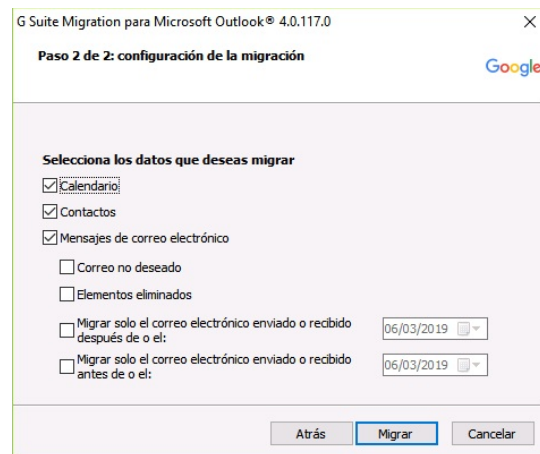 G Suite Migration para Microsoft Outlook® 4.0.117.0
Paso 2 de 2: configuración de la migración
Google
Selecciona los datos que deseas migrar
Calendario
Contactos
Mensajes de correo electrónico
Correo no deseado
Elementos eliminados
Migrar solo el correo electrónico enviado o recibido
después de o el:
06/03/2019
Migrar solo el correo electrónico enviado o recibido
antes de o el:
06/03/2019
Atrás
Migrar
Cancelar